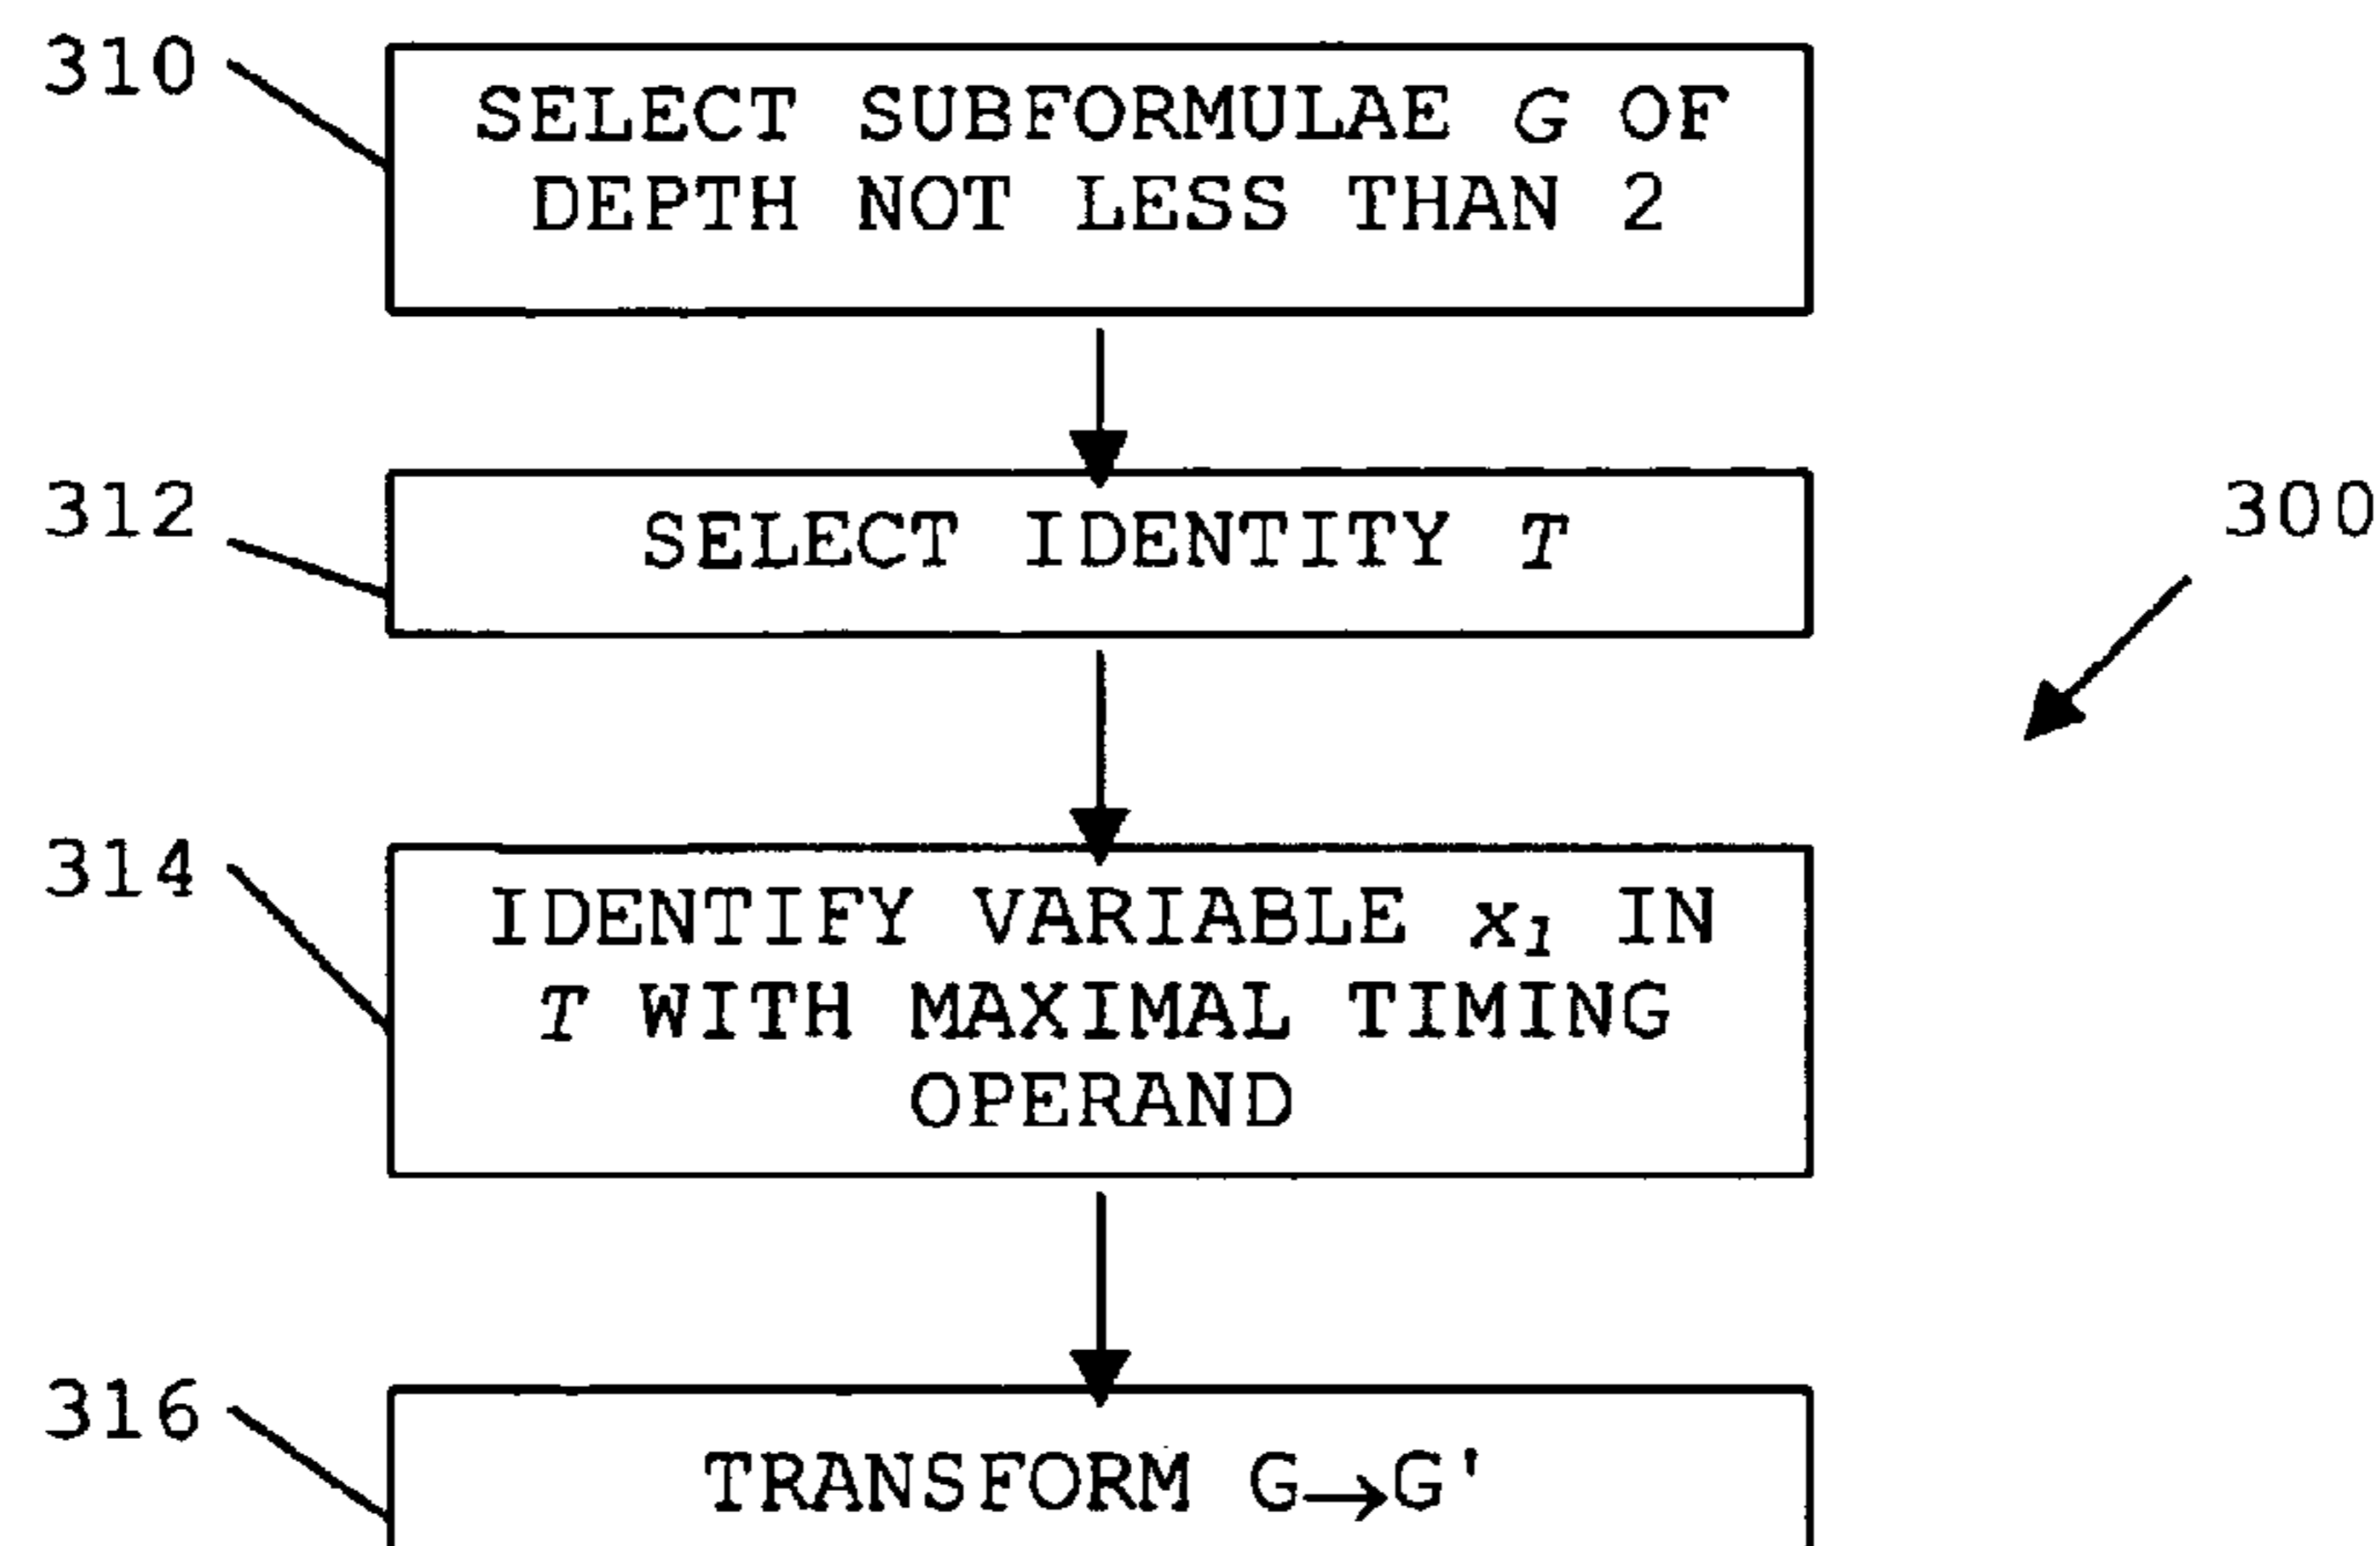 310
SELECT SUBFORMULAE G OF
DEPTH NOT LESS THAN 2
312
SELECT IDENTITY T
300
314
IDENTIFY VARIABLE x₁ IN
T WITH MAXIMAL TIMING
OPERAND
316
TRANSFORM G→G'